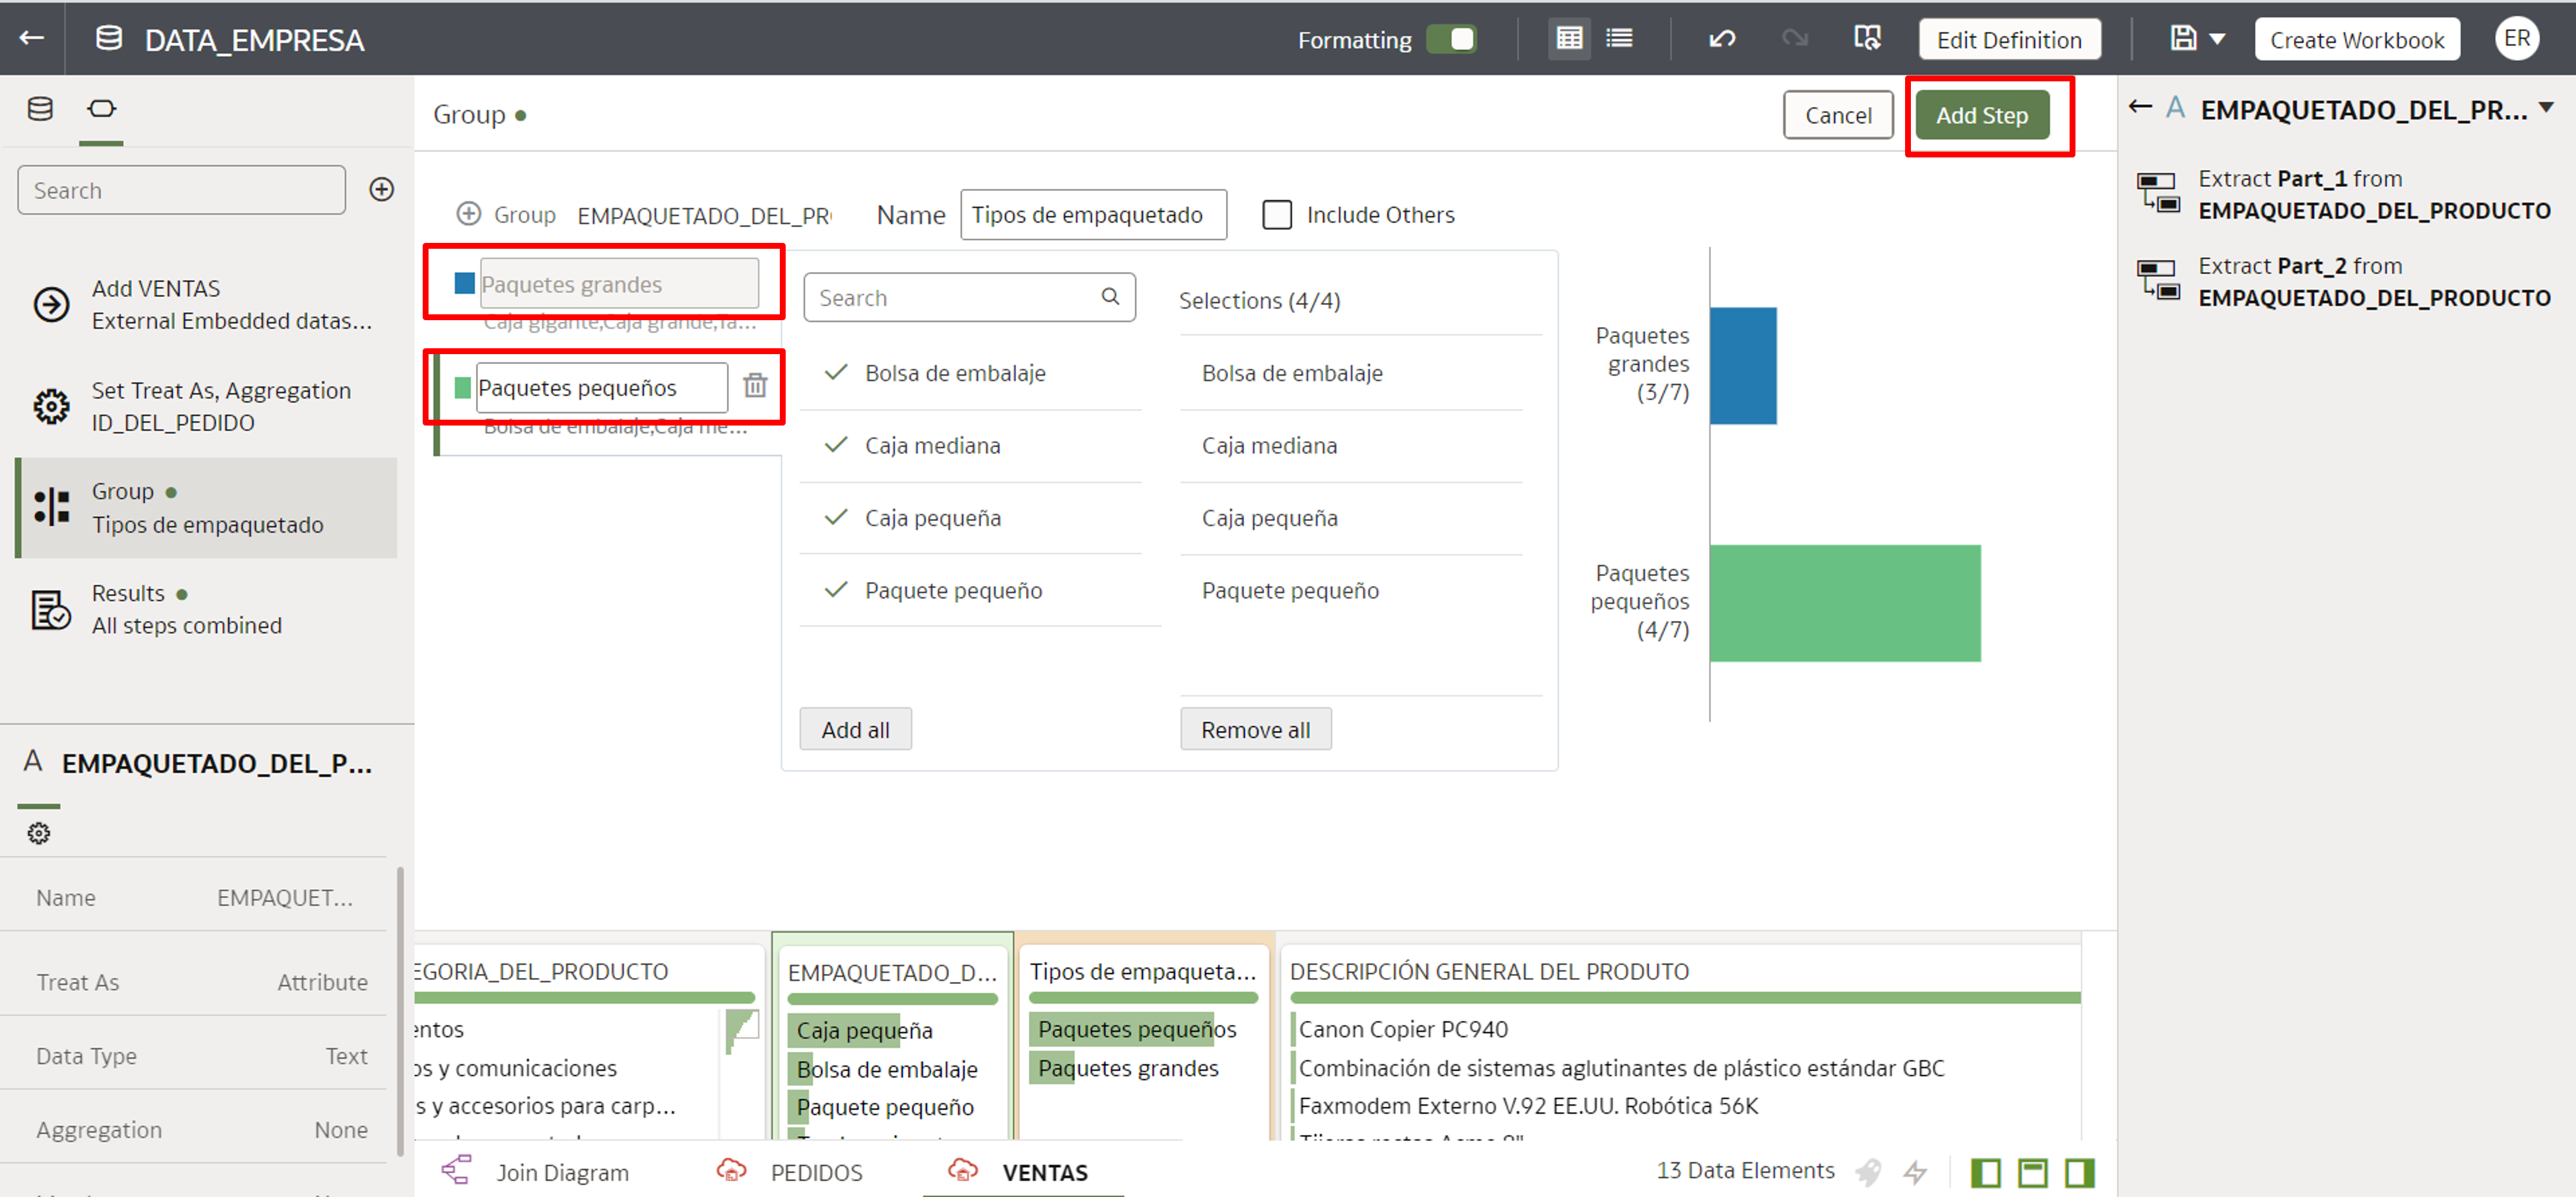 DATA_EMPRESA
Formatting
Edit Definition
Create Workbook
ER
Search
Add VENTAS
External Embedded datas...
Set Treat As, Aggregation
ID_DEL_PEDIDO
Group
Tipos de empaquetado
Results
All steps combined
A EMPAQUETADO_DEL_P...
Name EMPAQUET...
Treat As Attribute
Data Type Text
Aggregation None
Group
Cancel
Add Step
Group EMPAQUETADO_DEL_PR
Name Tipos de empaquetado
Include Others
Paquetes grandes
Caja gigante,Caja grande,Ta...
Paquetes pequeños
Bolsa de embalaje,Caja me...
Search
Bolsa de embalaje
Caja mediana
Caja pequeña
Paquete pequeño
Add all
Selections (4/4)
Bolsa de embalaje
Caja mediana
Caja pequeña
Paquete pequeño
Remove all
Paquetes
grandes
(3/7)
Paquetes
pequeños
(4/7)
A EMPAQUETADO_DEL_PR...
Extract Part_1 from
EMPAQUETADO_DEL_PRODUCTO
Extract Part_2 from
EMPAQUETADO_DEL_PRODUCTO
EGORIA_DEL_PRODUCTO
entos
os y comunicaciones
s y accesorios para carp...
EMPAQUETADO_D...
Caja pequeña
Bolsa de embalaje
Paquete pequeño
Tipos de empaqueta...
Paquetes pequeños
Paquetes grandes
DESCRIPCIÓN GENERAL DEL PRODUTO
Canon Copier PC940
Combinación de sistemas aglutinantes de plástico estándar GBC
Faxmodem Externo V.92 EE.UU. Robótica 56K
Tijeras rectas Acme 8"
Join Diagram
PEDIDOS
VENTAS
13 Data Elements